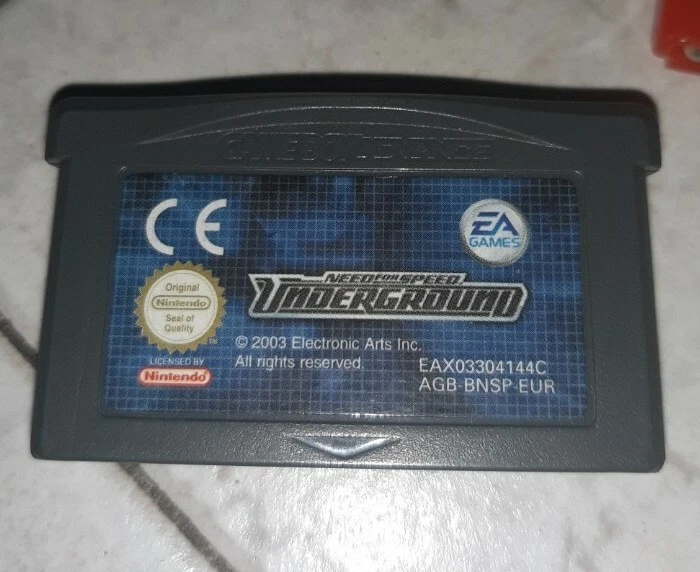 GAME BOY ADVANCE
CE
EA
GAMES
NEED FOR SPEED
UNDERGROUND
Original
Nintendo
Seal of
Quality
TM
LICENSED BY
Nintendo
© 2003 Electronic Arts Inc.
All rights reserved.
EAX03304144C
AGB-BNSP-EUR